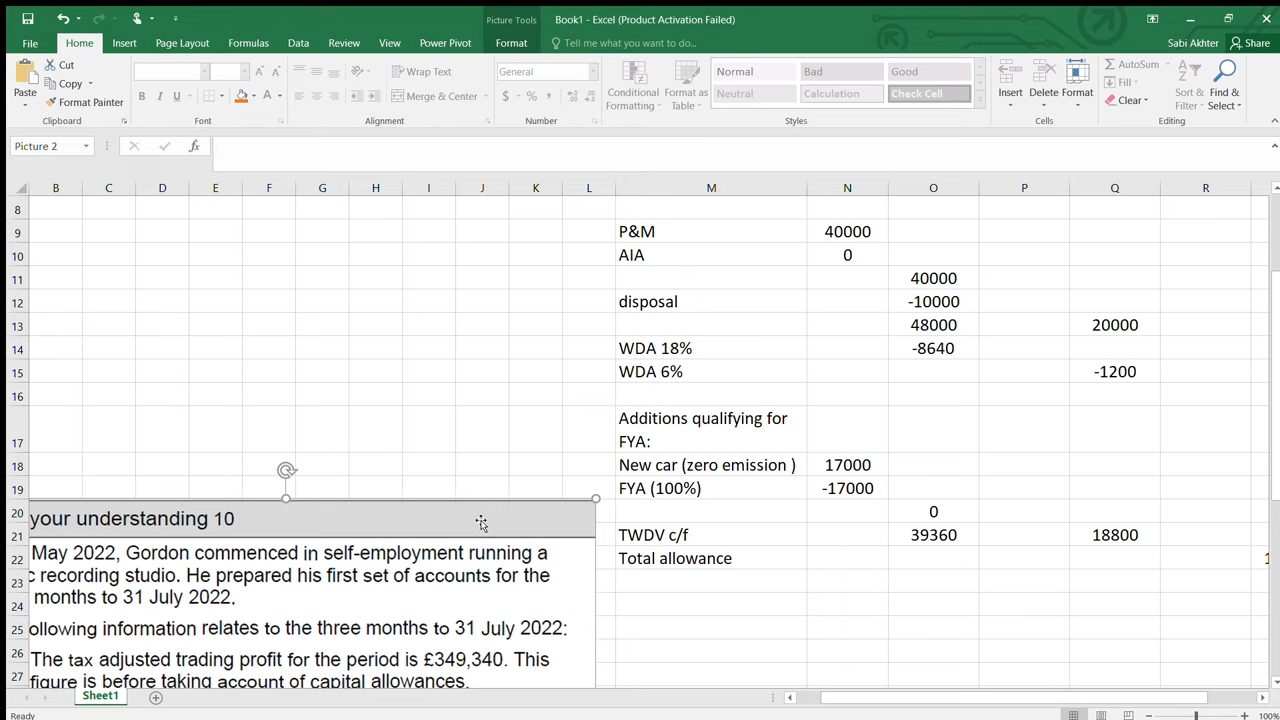 Picture Tools
Book1 - Excel (Product Activation Failed)
File Home Insert Page Layout Formulas Data Review View Power Pivot Format Tell me what you want to do... Sabi Akhter Share
Cut
Copy
Format Painter
Paste
Clipboard
B I U A A A
Font
Wrap Text
Merge & Center
Alignment
General
$ % ,
Number
Conditional Formatting
Format as Table
Normal Bad Good
Neutral Calculation Check Cell
Styles
Insert Delete Format
Cells
AutoSum
Fill
Clear
Sort & Filter
Find & Select
Editing
Picture 2 fx
B C D E F G H I J K L M N O P Q R
8
9 P&M 40000
10 AIA 0
11 40000
12 disposal -10000
13 48000 20000
14 WDA 18% -8640
15 WDA 6% -1200
16
Additions qualifying for
17 FYA:
18 New car (zero emission ) 17000
19 FYA (100%) -17000
20 0
21 TWDV c/f 39360 18800
22 Total allowance 1
23
24
25
26
27
your understanding 10
May 2022, Gordon commenced in self-employment running a
c recording studio. He prepared his first set of accounts for the
months to 31 July 2022.
ollowing information relates to the three months to 31 July 2022:
The tax adjusted trading profit for the period is £349,340. This
figure is before taking account of capital allowances.
Sheet1
Ready
100%